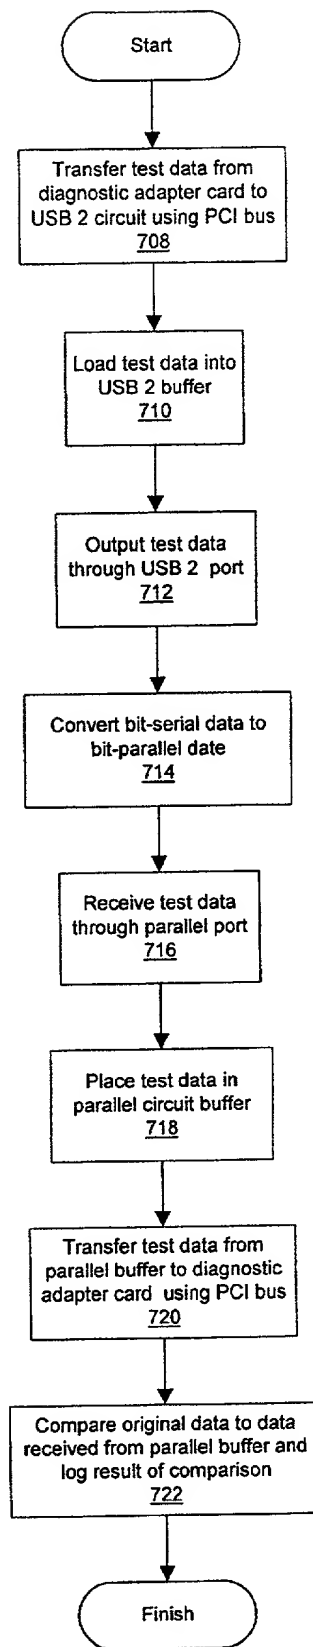 Start
Transfer test data from
diagnostic adapter card to
USB 2 circuit using PCI bus
708
Load test data into
USB 2 buffer
710
Output test data
through USB 2 port
712
Convert bit-serial data to
bit-parallel date
714
Receive test data
through parallel port
716
Place test data in
parallel circuit buffer
718
Transfer test data from
parallel buffer to diagnostic
adapter card using PCI bus
720
Compare original data to data
received from parallel buffer and
log result of comparison
722
Finish